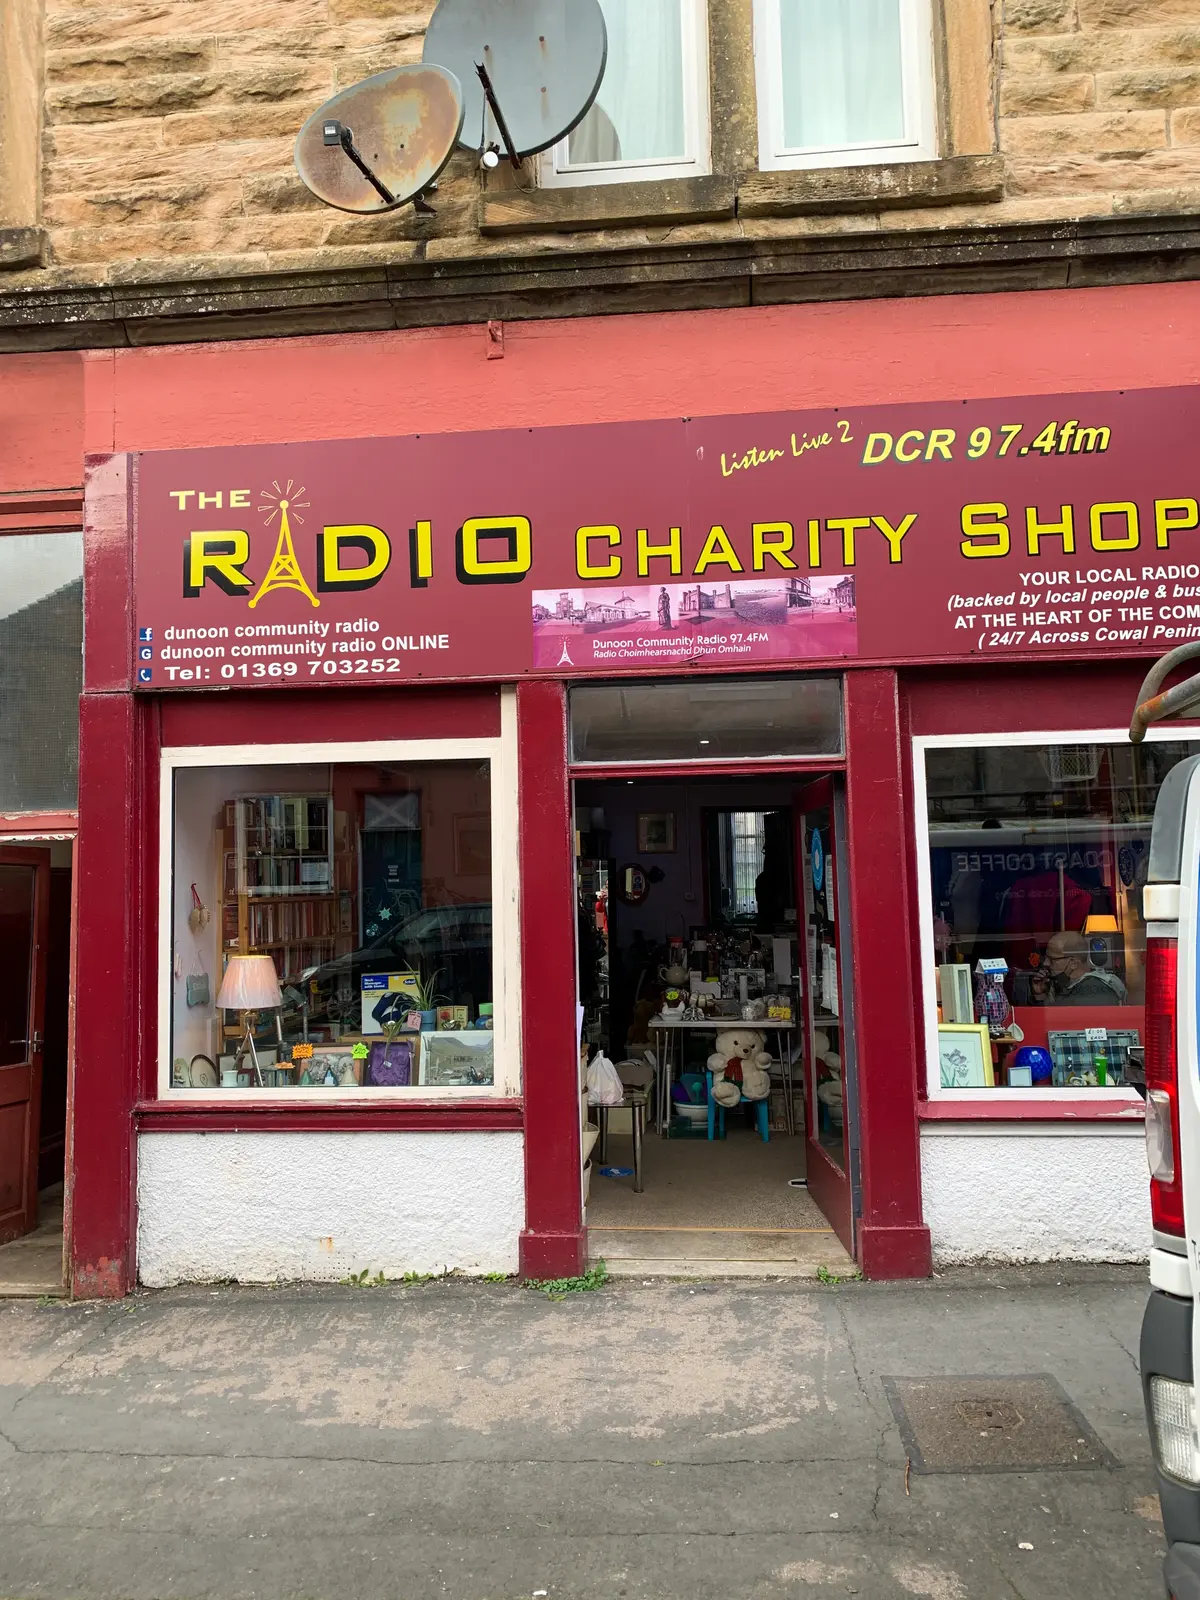 Listen Live 2 DCR 97.4fm
THE
RADIO CHARITY SHOP
YOUR LOCAL RADIO
(backed by local people & bus
AT THE HEART OF THE COM
( 24/7 Across Cowal Penin
f dunoon community radio
G dunoon community radio ONLINE
Tel: 01369 703252
Dunoon Community Radio 97.4FM
Radio Choimhearsnachd Dhùn Omhain
COAST COFFEE